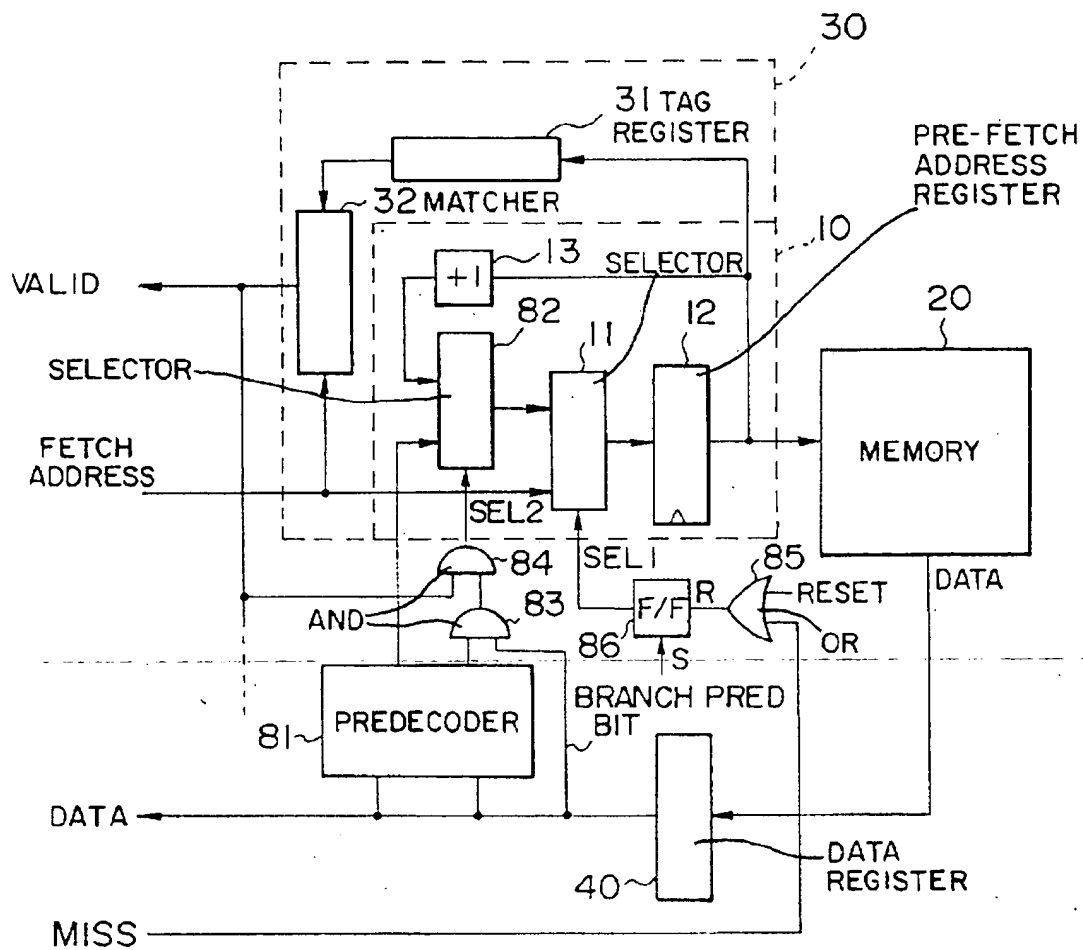 30
31 TAG
REGISTER
PRE-FETCH
ADDRESS
REGISTER
32 MATCHER
10
13
SELECTOR
+1
VALID
82
12
20
11
SELECTOR
MEMORY
FETCH
ADDRESS
SEL2
SEL1
84
85
DATA
AND
83
F/F
R
RESET
86
OR
S
BRANCH PRED
BIT
PREDECODER
81
DATA
DATA
REGISTER
40
MISS